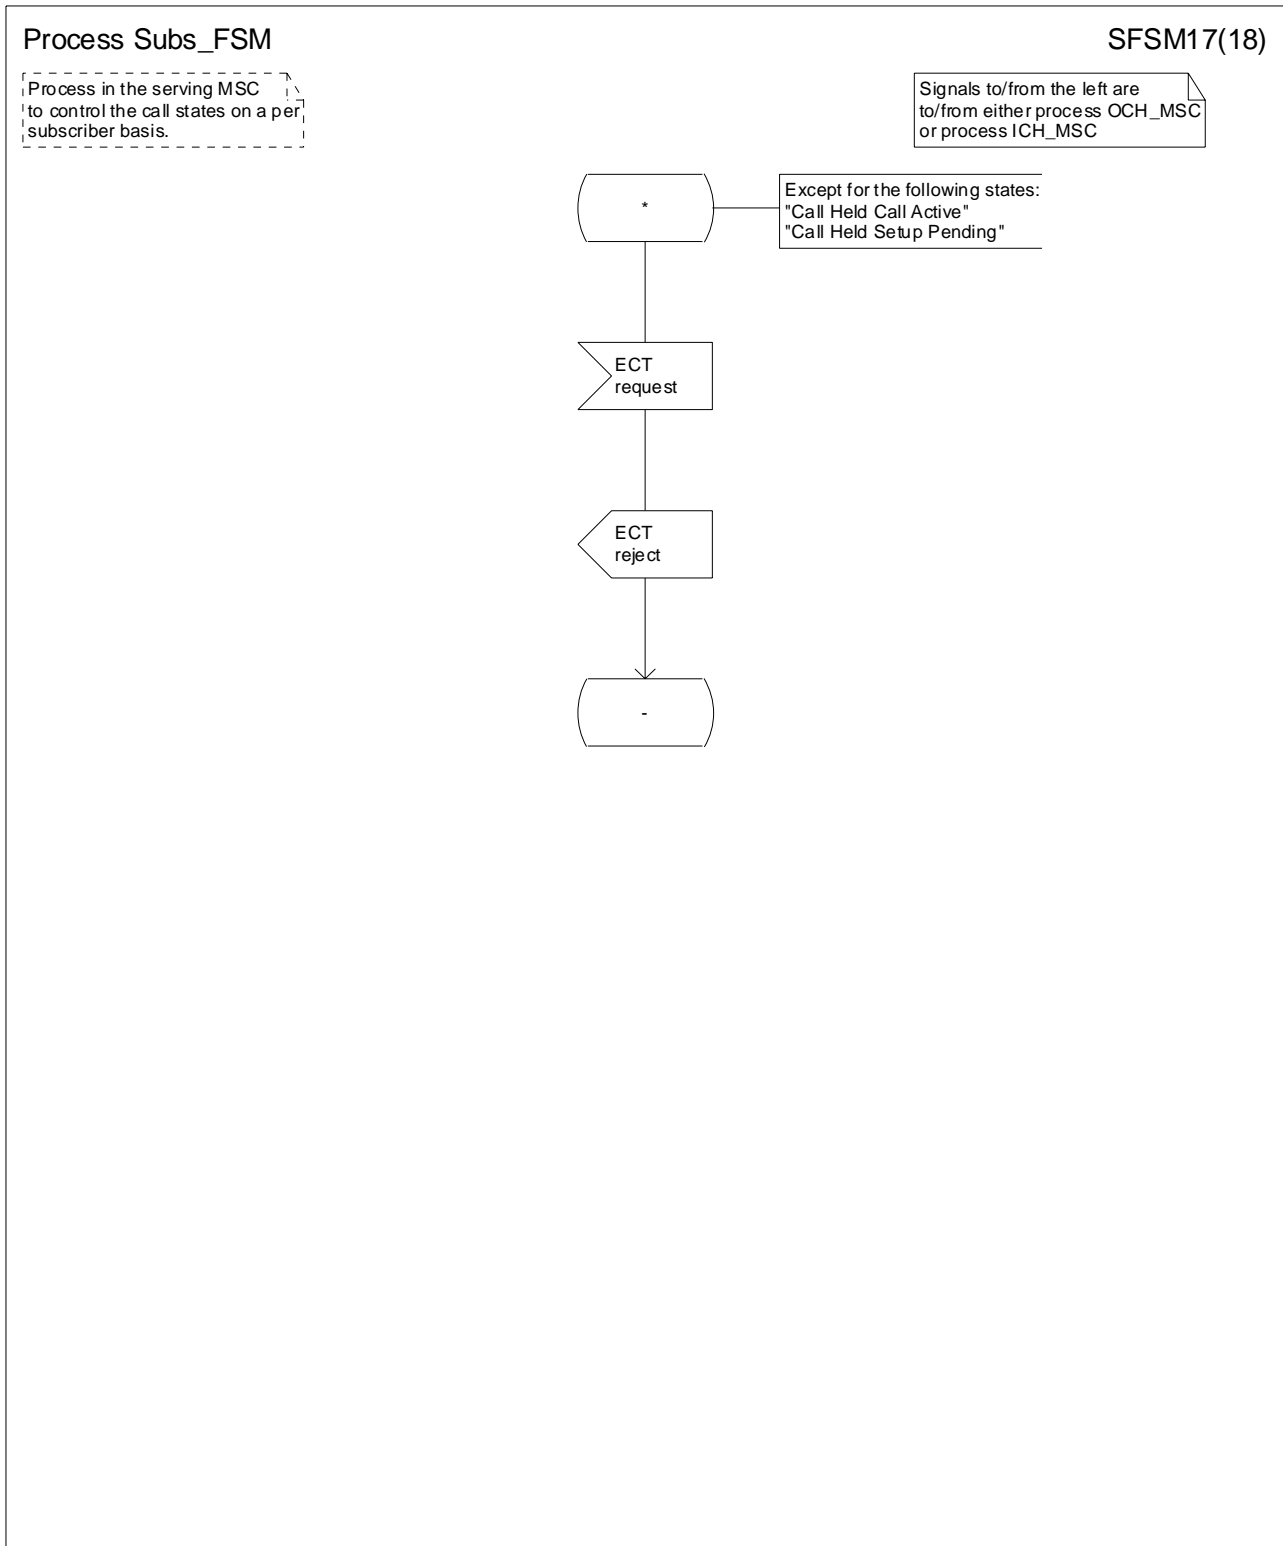 Process Subs_FSM
SFSM17(18)
Process in the serving MSC
to control the call states on a per
subscriber basis.
Signals to/from the left are
to/from either process OCH_MSC
or process ICH_MSC
*
Except for the following states:
"Call Held Call Active"
"Call Held Setup Pending"
ECT
request
ECT
reject
-